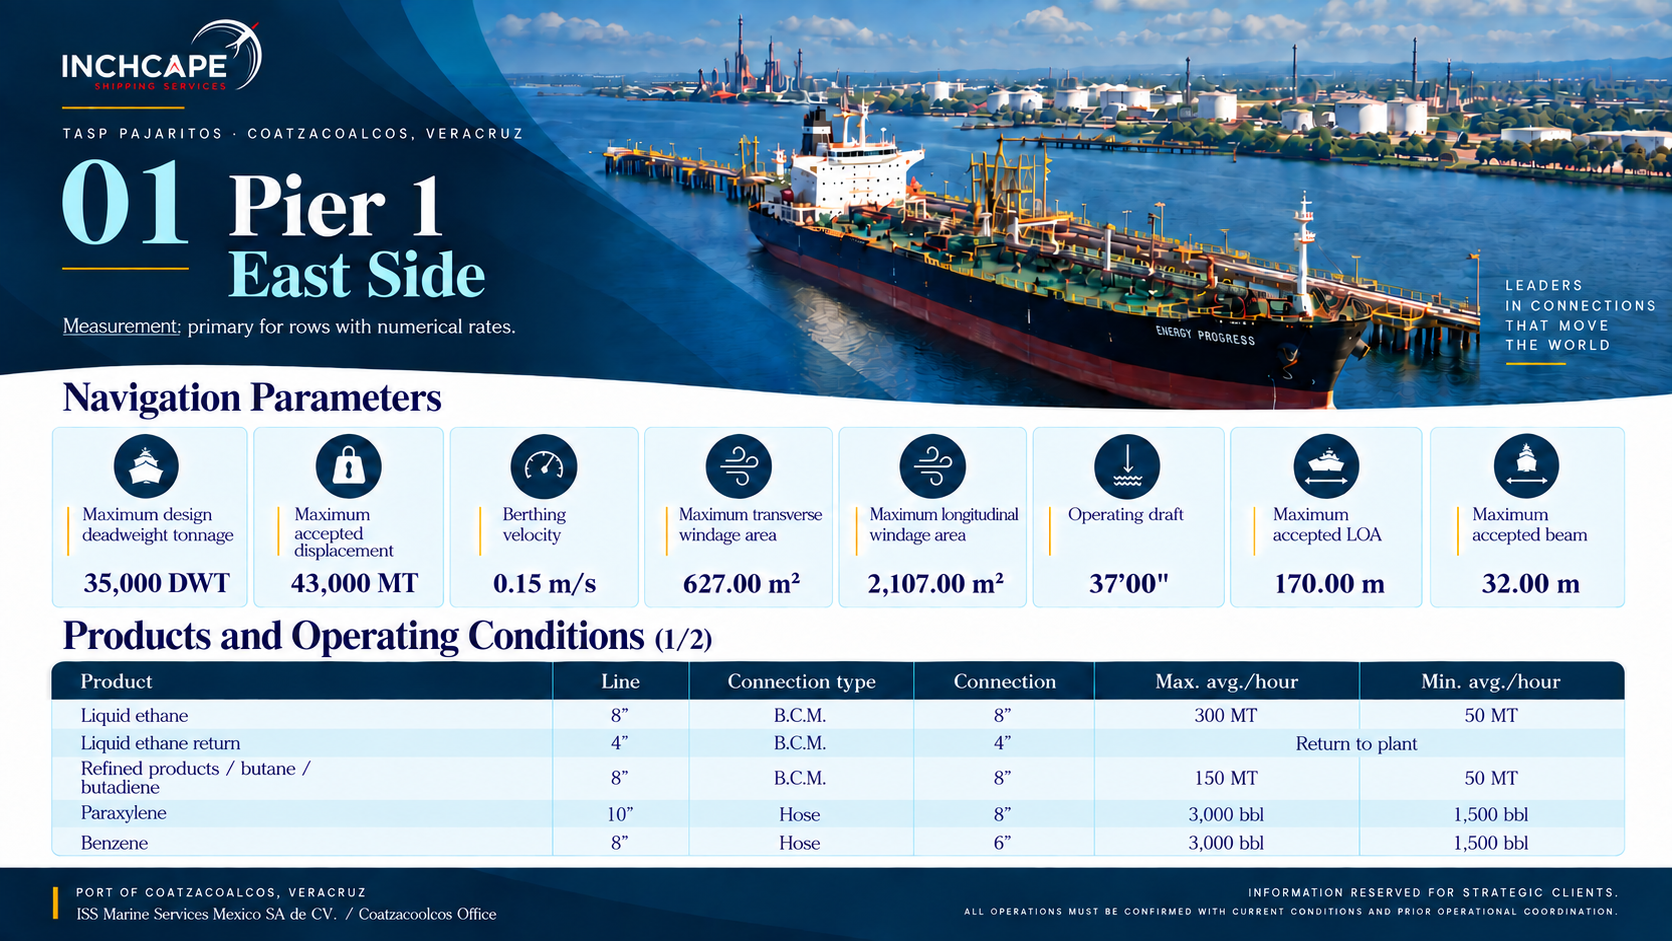 INCHCAPE
SHIPPING SERVICES
TASP PAJARITOS · COATZACOALCOS, VERACRUZ
01 Pier 1
East Side
Measurement: primary for rows with numerical rates.
ENERGY PROGRESS
LEADERS
IN CONNECTIONS
THAT MOVE
THE WORLD
Navigation Parameters
Maximum design
deadweight tonnage
35,000 DWT
Maximum
accepted
displacement
43,000 MT
Berthing
velocity
0.15 m/s
Maximum transverse
windage area
627.00 m²
Maximum longitudinal
windage area
2,107.00 m²
Operating draft
37’00"
Maximum
accepted LOA
170.00 m
Maximum
accepted beam
32.00 m
Products and Operating Conditions (1/2)
Product Line Connection type Connection Max. avg./hour Min. avg./hour
Liquid ethane 8” B.C.M. 8” 300 MT 50 MT
Liquid ethane return 4” B.C.M. 4” Return to plant
Refined products / butane /
butadiene 8” B.C.M. 8” 150 MT 50 MT
Paraxylene 10” Hose 8” 3,000 bbl 1,500 bbl
Benzene 8” Hose 6” 3,000 bbl 1,500 bbl
PORT OF COATZACOALCOS, VERACRUZ
ISS Marine Services Mexico SA de CV. / Coatzacoolcos Office
INFORMATION RESERVED FOR STRATEGIC CLIENTS.
ALL OPERATIONS MUST BE CONFIRMED WITH CURRENT CONDITIONS AND PRIOR OPERATIONAL COORDINATION.